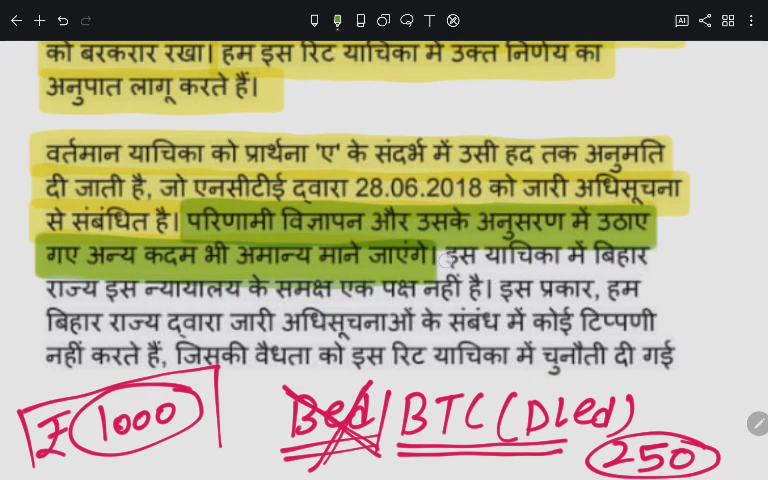 को बरकरार रखा। हम इस रिट याचिका में उक्त निर्णय का
अनुपात लागू करते हैं।
वर्तमान याचिका को प्रार्थना 'ए' के संदर्भ में उसी हद तक अनुमति
दी जाती है, जो एनसीटीई द्वारा 28.06.2018 को जारी अधिसूचना
से संबंधित है। परिणामी विज्ञापन और उसके अनुसरण में उठाए
गए अन्य कदम भी अमान्य माने जाएंगे। इस याचिका में बिहार
राज्य इस न्यायालय के समक्ष एक पक्ष नहीं है। इस प्रकार, हम
बिहार राज्य द्वारा जारी अधिसूचनाओं के संबंध में कोई टिप्पणी
नहीं करते हैं, जिसकी वैधता को इस रिट याचिका में चुनौती दी गई
₹ 1000 Bed BTC (Dled)
250